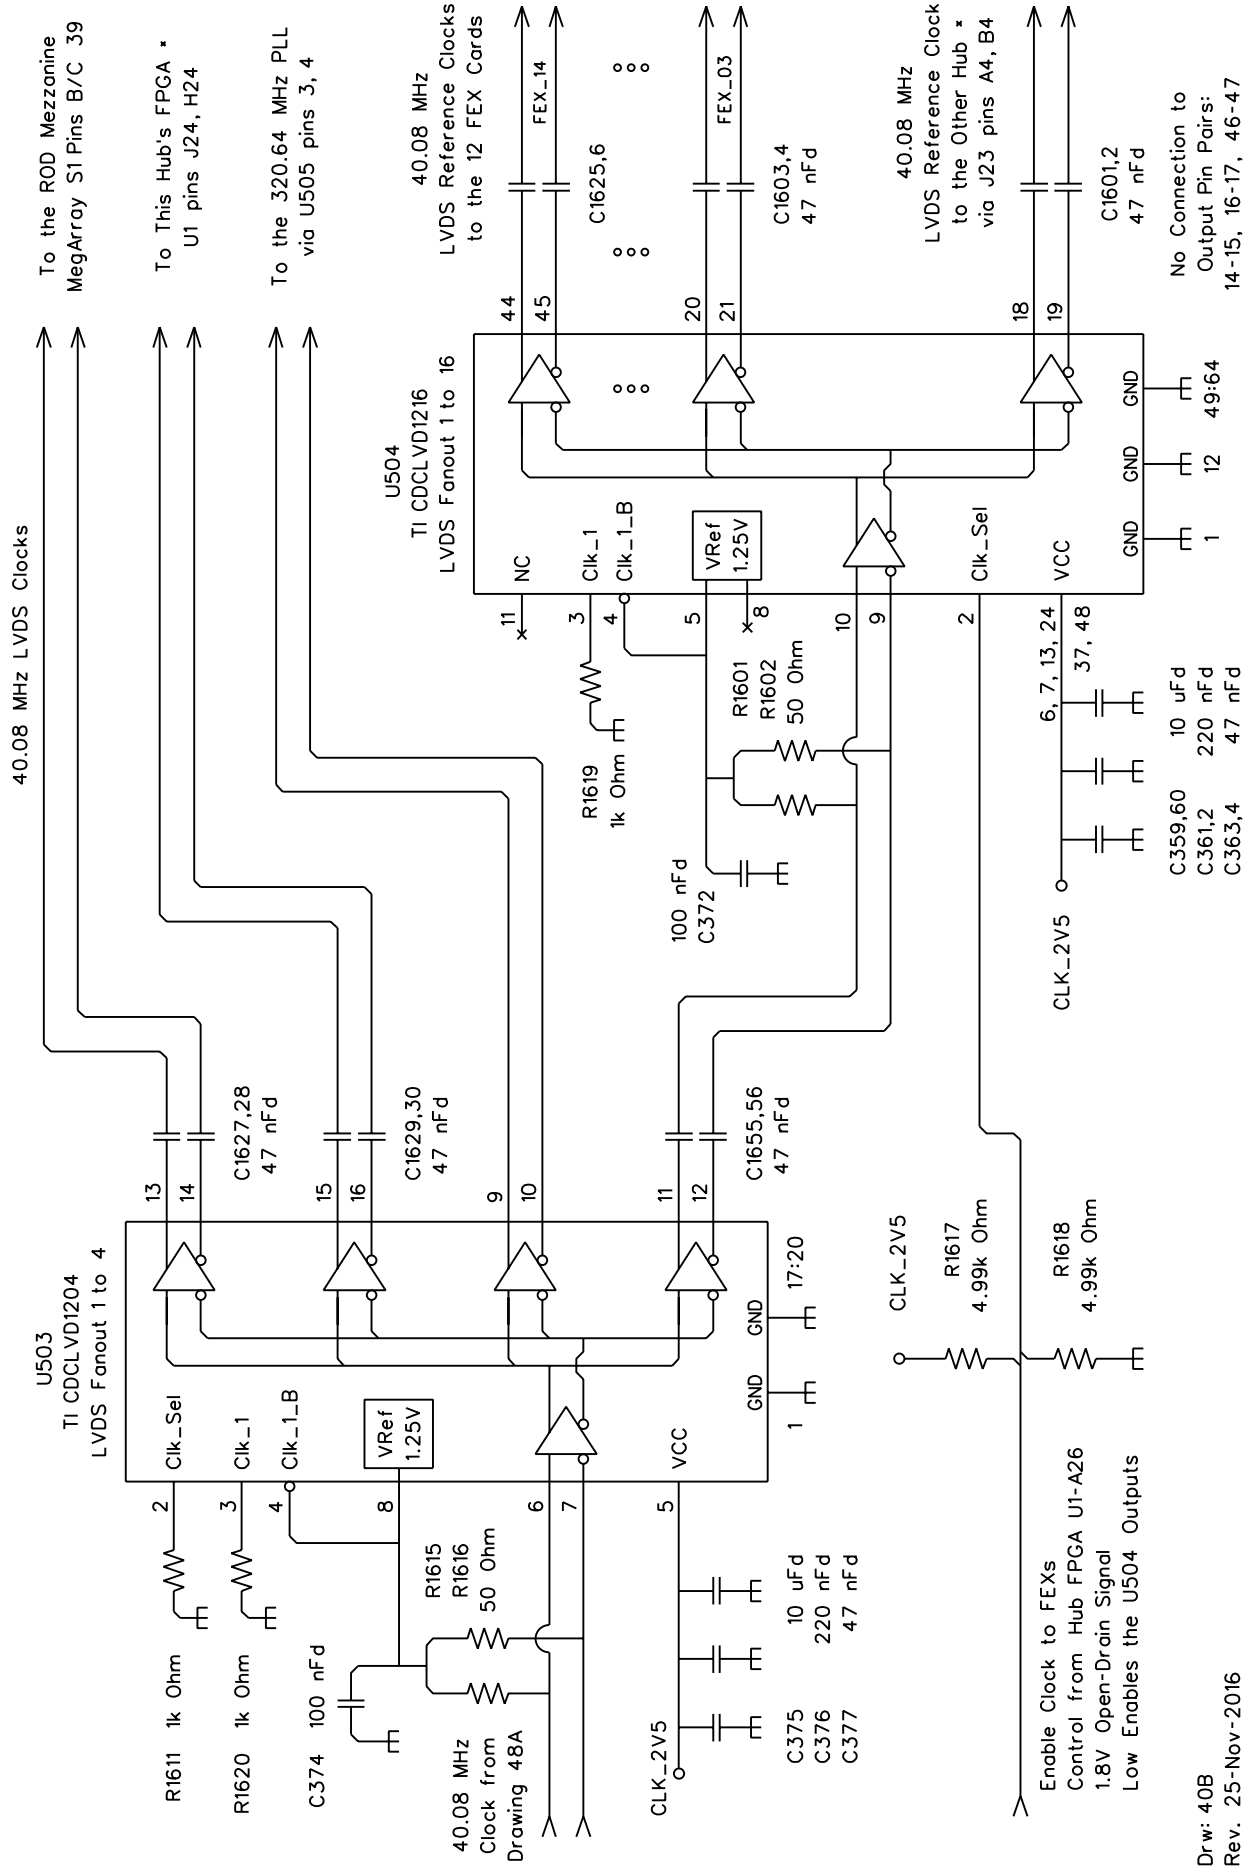 40.08 MHz LVDS Clocks
To the ROD Mezzanine
MegArray S1 Pins B/C 39
To This Hub's FPGA *
U1 pins J24, H24
To the 320.64 MHz PLL
via U505 pins 3, 4
U503
TI CDCLVD1204
LVDS Fanout 1 to 4
Clk_Sel
Clk_1
Clk_1_B
VRef
1.25V
VCC
GND
GND
2
3
4
8
6
7
5
1
17:20
13
14
15
16
9
10
11
12
R1611 1k Ohm
R1620 1k Ohm
C374 100 nFd
R1615
R1616
50 Ohm
40.08 MHz
Clock from
Drawing 48A
CLK_2V5
C375 10 uFd
C376 220 nFd
C377 47 nFd
C1627,28
47 nFd
C1629,30
47 nFd
C1655,56
47 nFd
U504
TI CDCLVD1216
LVDS Fanout 1 to 16
NC
Clk_1
Clk_1_B
VRef
1.25V
Clk_Sel
VCC
GND
GND
GND
11
3
4
5
8
10
9
2
6, 7, 13, 24
37, 48
1
12
49:64
44
45
20
21
18
19
R1619
1k Ohm
R1601
R1602
50 Ohm
100 nFd
C372
CLK_2V5
C359,60 10 uFd
C361,2 220 nFd
C363,4 47 nFd
40.08 MHz
LVDS Reference Clocks
to the 12 FEX Cards
FEX_14
C1625,6
FEX_03
C1603,4
47 nFd
40.08 MHz
LVDS Reference Clock
to the Other Hub *
via J23 pins A4, B4
C1601,2
47 nFd
No Connection to
Output Pin Pairs:
14-15, 16-17, 46-47
CLK_2V5
R1617
4.99k Ohm
R1618
4.99k Ohm
Enable Clock to FEXs
Control from Hub FPGA U1-A26
1.8V Open-Drain Signal
Low Enables the U504 Outputs
Drw: 40B
Rev. 25-Nov-2016